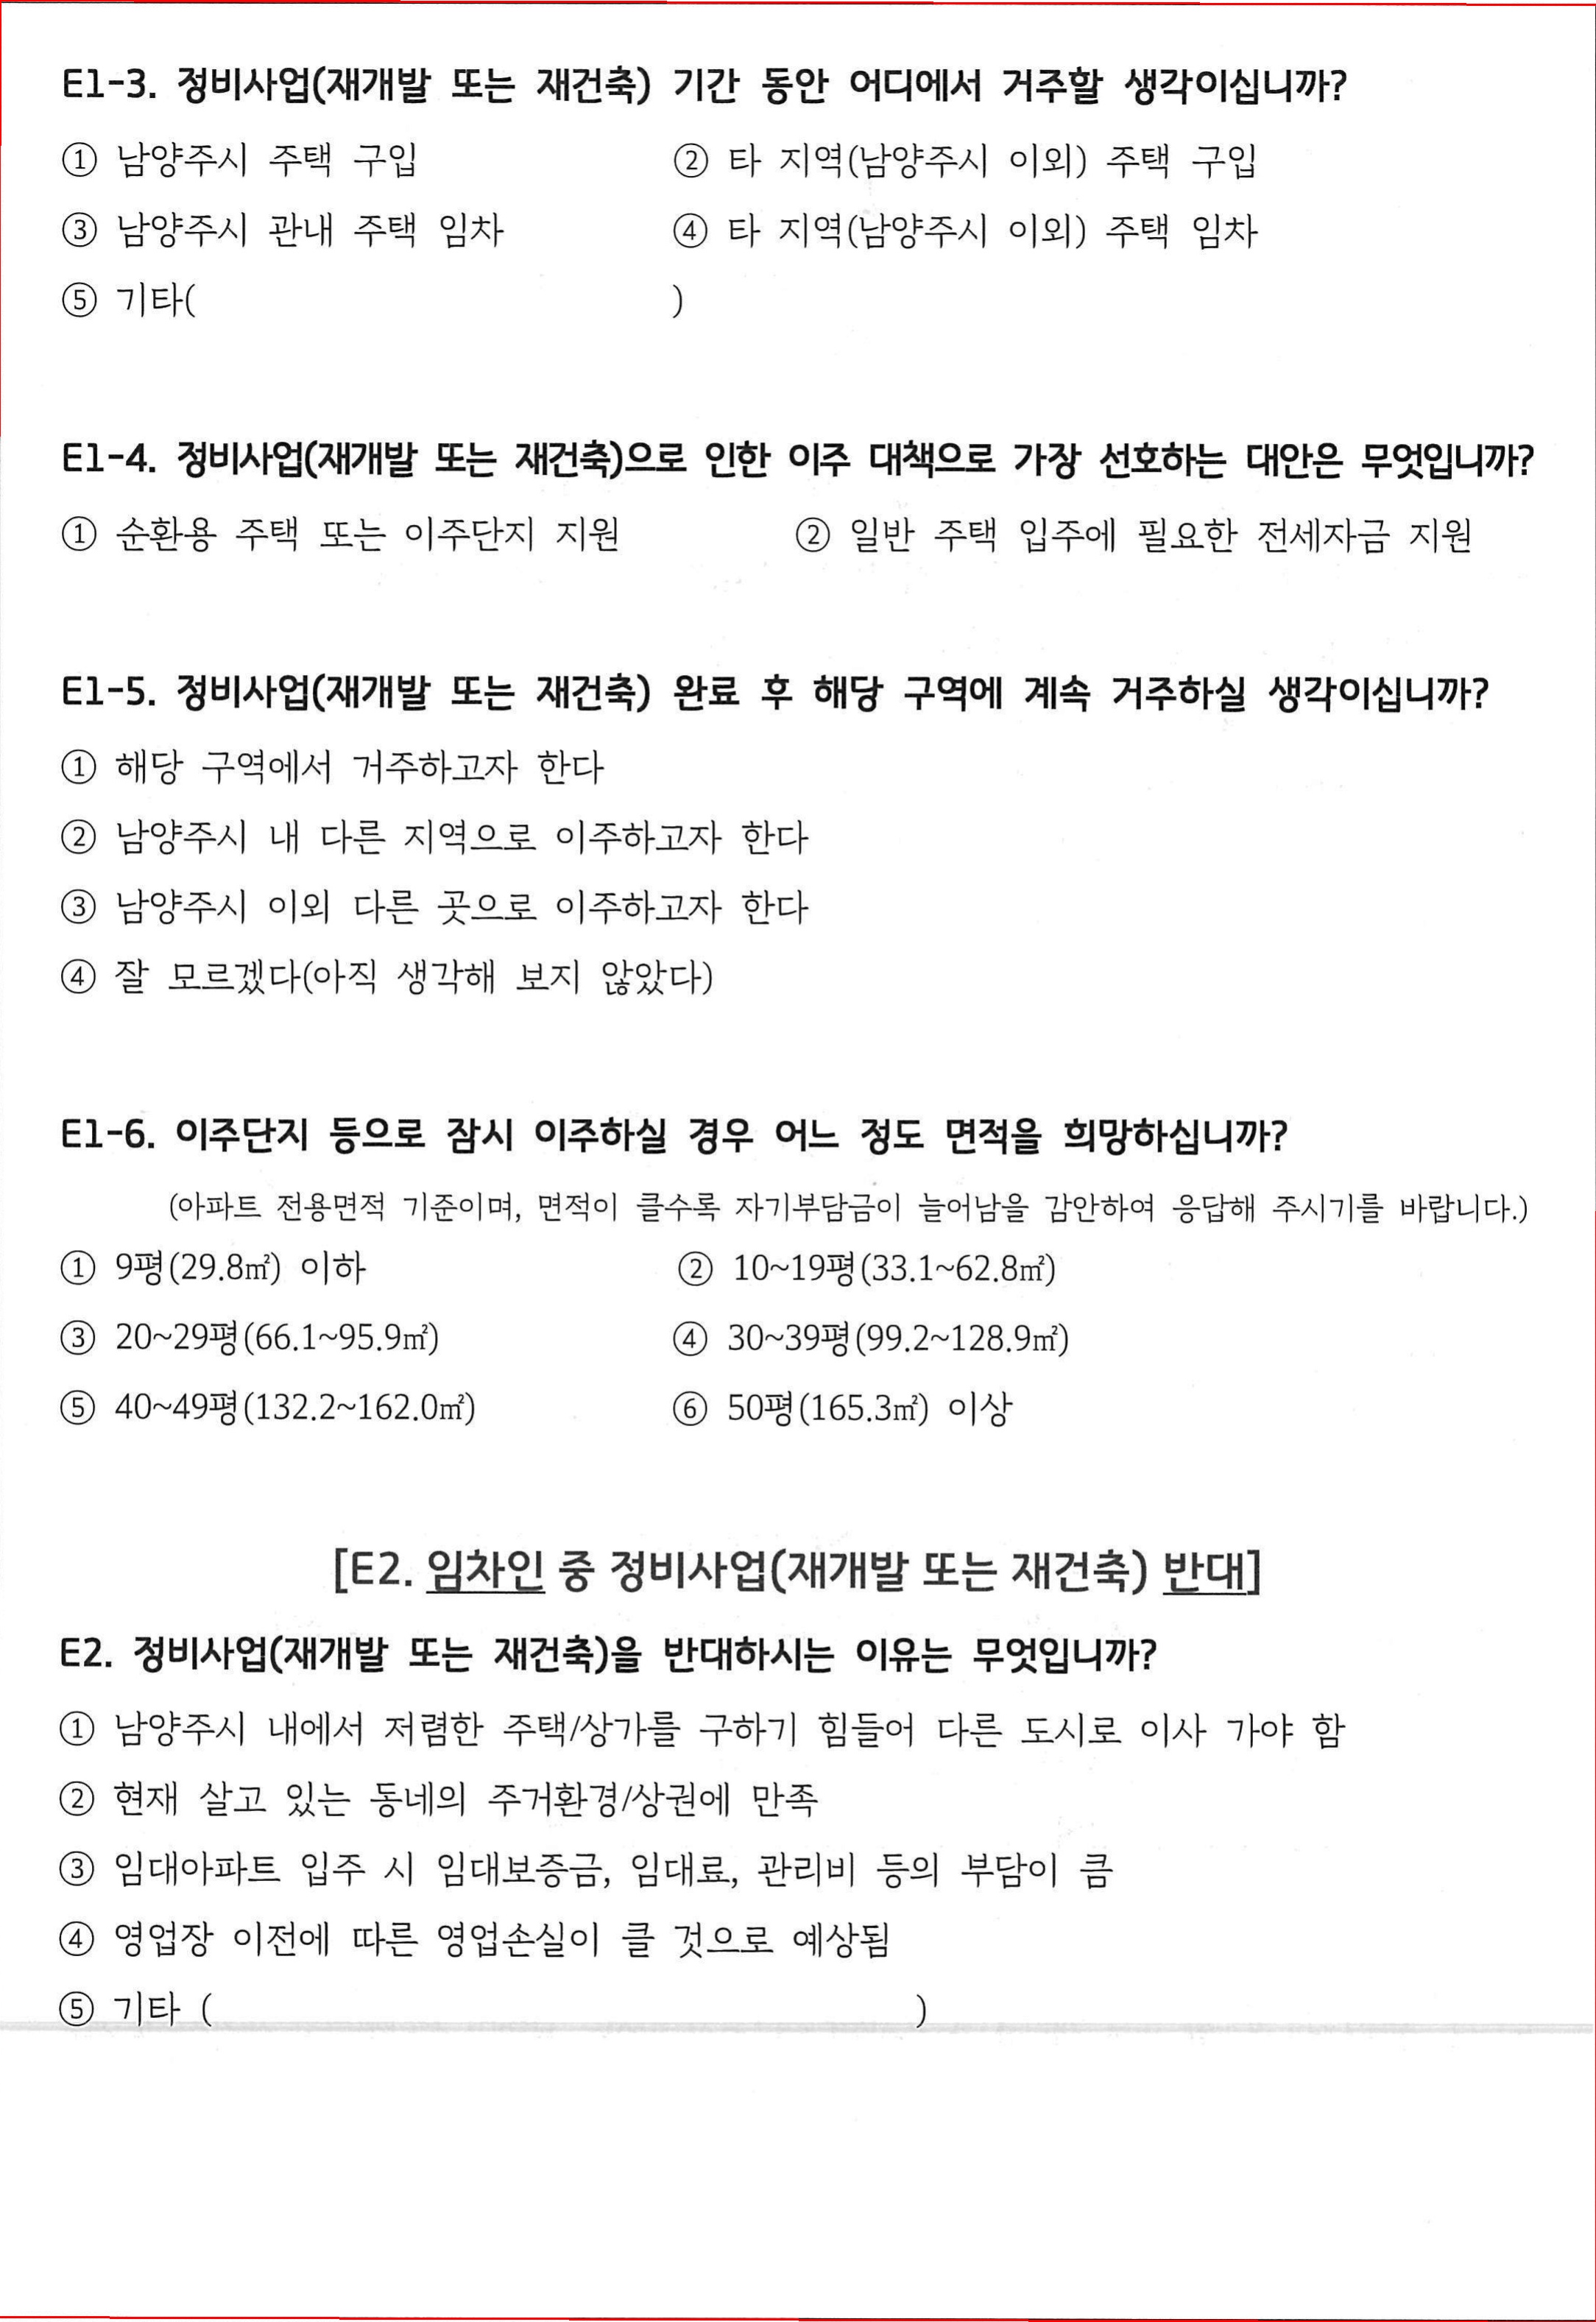 E1-3. 정비사업(재개발 또는 재건축) 기간 동안 어디에서 거주할 생각이십니까?
① 남양주시 주택 구입 ② 타 지역(남양주시 이외) 주택 구입
③ 남양주시 관내 주택 임차 ④ 타 지역(남양주시 이외) 주택 임차
⑤ 기타( )
E1-4. 정비사업(재개발 또는 재건축)으로 인한 이주 대책으로 가장 선호하는 대안은 무엇입니까?
① 순환용 주택 또는 이주단지 지원 ② 일반 주택 입주에 필요한 전세자금 지원
E1-5. 정비사업(재개발 또는 재건축) 완료 후 해당 구역에 계속 거주하실 생각이십니까?
① 해당 구역에서 거주하고자 한다
② 남양주시 내 다른 지역으로 이주하고자 한다
③ 남양주시 이외 다른 곳으로 이주하고자 한다
④ 잘 모르겠다(아직 생각해 보지 않았다)
E1-6. 이주단지 등으로 잠시 이주하실 경우 어느 정도 면적을 희망하십니까?
(아파트 전용면적 기준이며, 면적이 클수록 자기부담금이 늘어남을 감안하여 응답해 주시기를 바랍니다.)
① 9평(29.8㎡) 이하 ② 10~19평(33.1~62.8㎡)
③ 20~29평(66.1~95.9㎡) ④ 30~39평(99.2~128.9㎡)
⑤ 40~49평(132.2~162.0㎡) ⑥ 50평(165.3㎡) 이상
[E2. 임차인 중 정비사업(재개발 또는 재건축) 반대]
E2. 정비사업(재개발 또는 재건축)을 반대하시는 이유는 무엇입니까?
① 남양주시 내에서 저렴한 주택/상가를 구하기 힘들어 다른 도시로 이사 가야 함
② 현재 살고 있는 동네의 주거환경/상권에 만족
③ 임대아파트 입주 시 임대보증금, 임대료, 관리비 등의 부담이 큼
④ 영업장 이전에 따른 영업손실이 클 것으로 예상됨
⑤ 기타 ( )